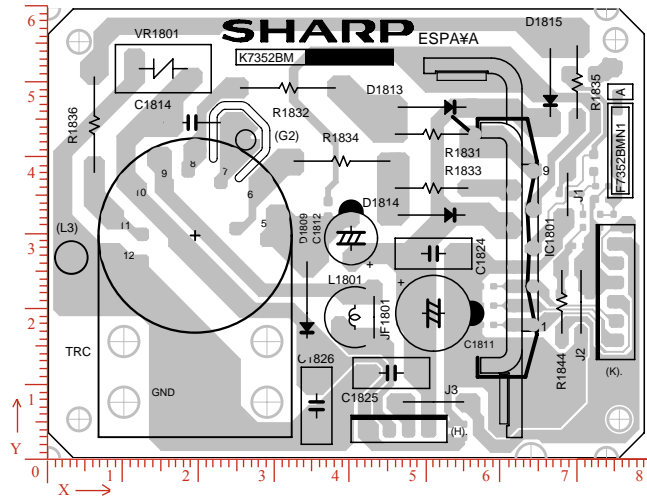 SHARP
ESPA¥A
D1815
VR1801
K7352BM
R1836
C1814
R1832
D1813
R1835
A
(G2)
R1834
R1831
R1833
F7352BMN1
8
9
7
10
6
9
J1
11
5
12
(L3)
D1809
C1812
D1814
C1824
IC1801
L1801
JF1801
C1811
1
TRC
C1826
R1844
J2
GND
C1825
J3
(H).
(K).
6
5
4
3
2
1
Y
0
1
2
3
4
5
6
7
8
X